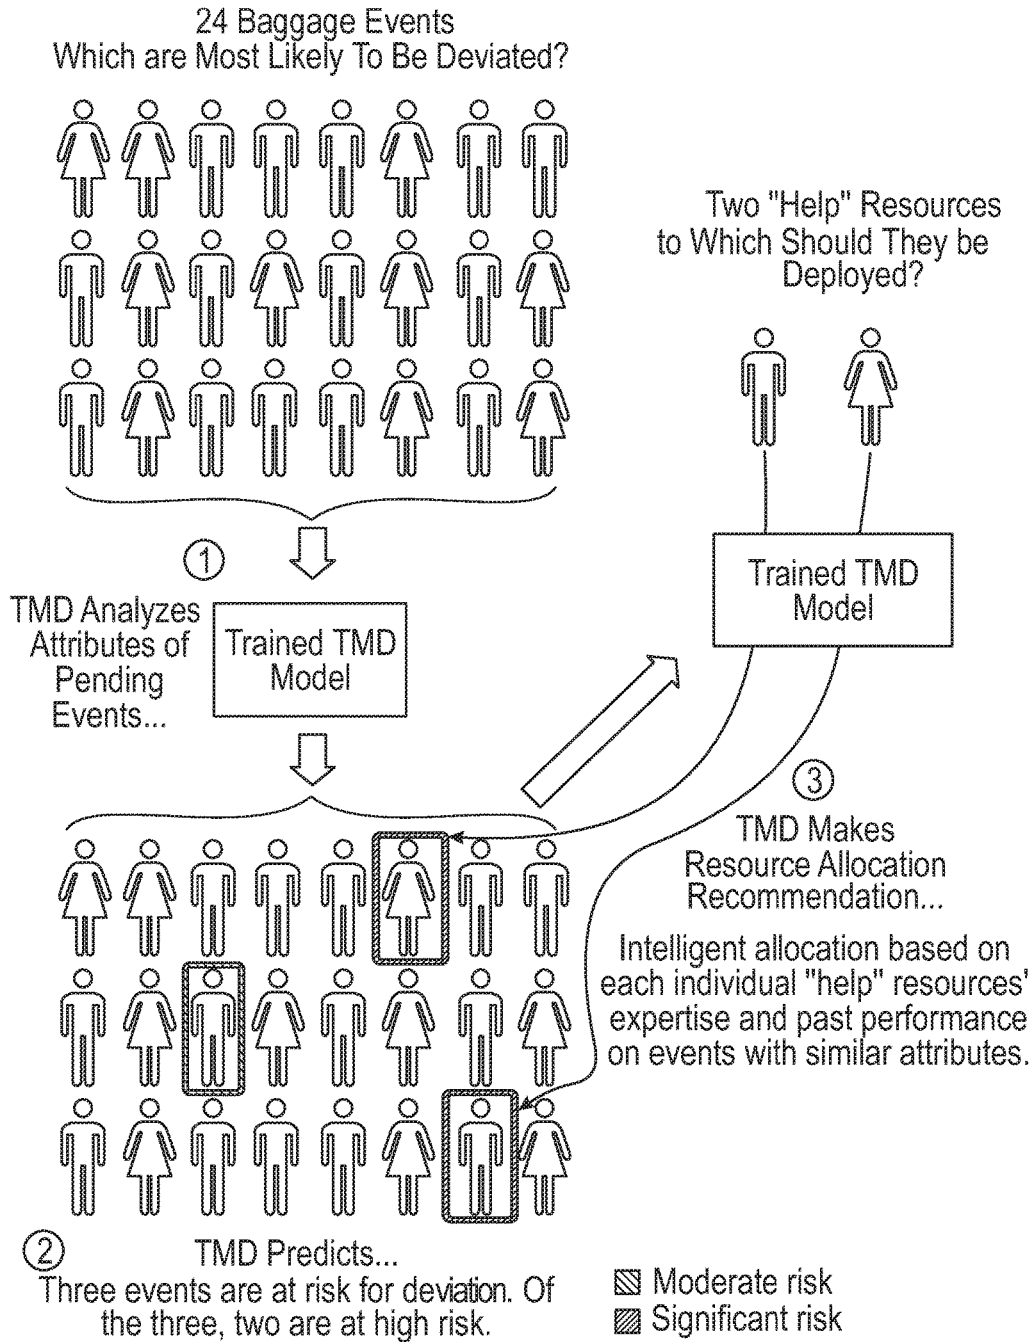 24 Baggage Events
Which are Most Likely To Be Deviated?
Two "Help" Resources
to Which Should They be
Deployed?
1
TMD Analyzes
Attributes of
Pending
Events...
Trained TMD
Model
Trained TMD
Model
3
TMD Makes
Resource Allocation
Recommendation...
Intelligent allocation based on
each individual "help" resources'
expertise and past performance
on events with similar attributes.
2
TMD Predicts...
Three events are at risk for deviation. Of
the three, two are at high risk.
Moderate risk
Significant risk